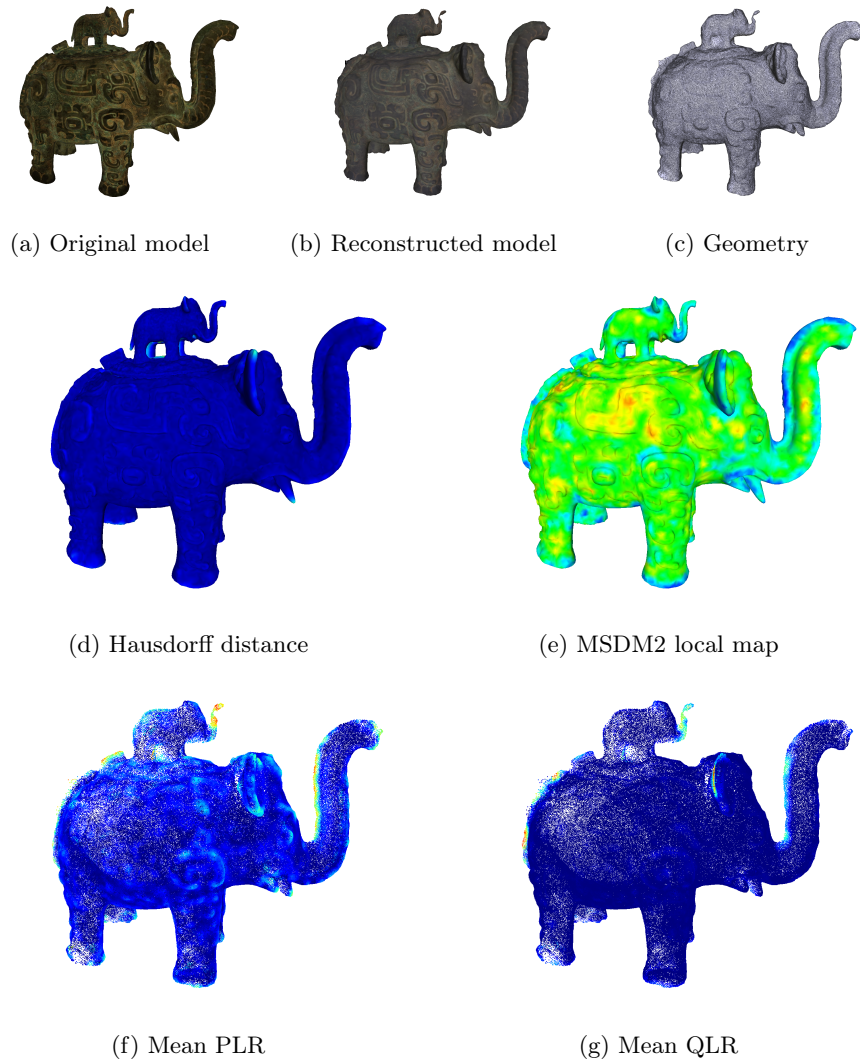 (a) Original model
(b) Reconstructed model
(c) Geometry
(d) Hausdorff distance
(e) MSDM2 local map
(f) Mean PLR
(g) Mean QLR